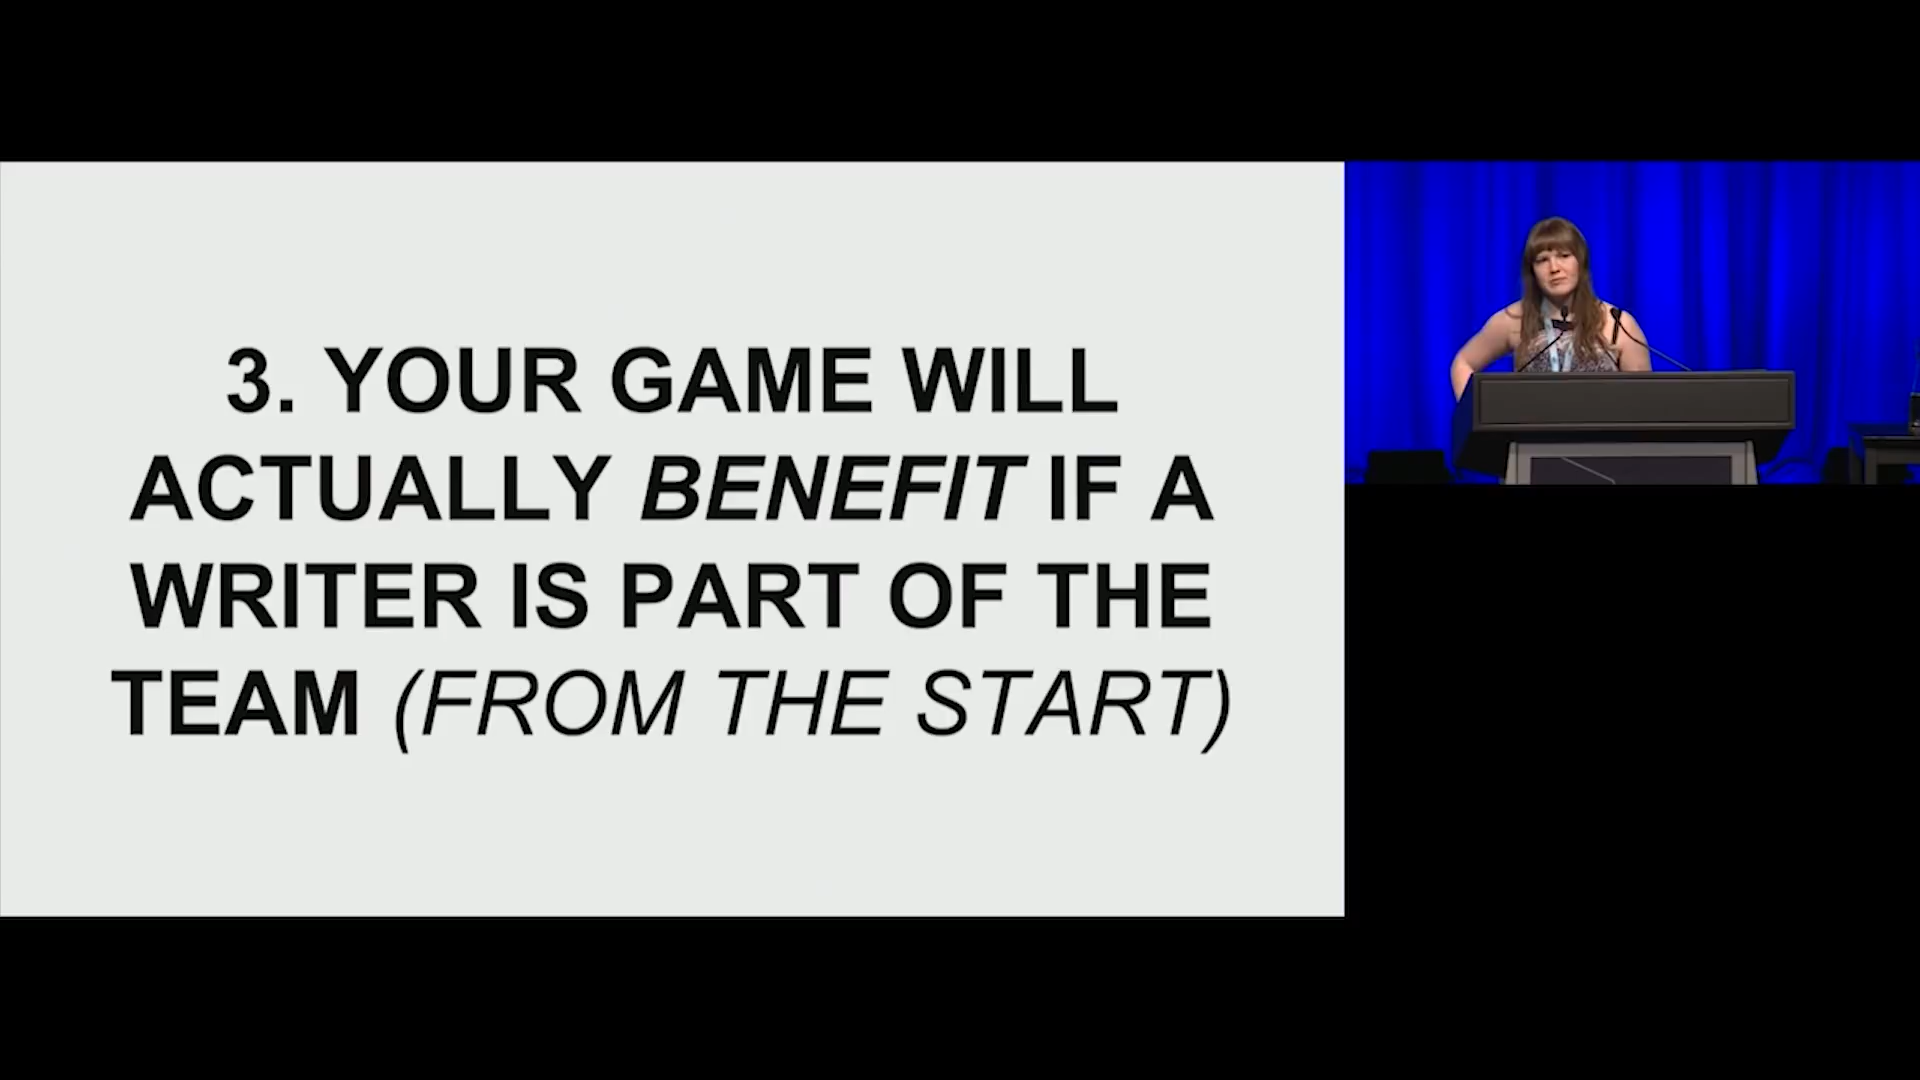 3. YOUR GAME WILL
ACTUALLY BENEFIT IF A
WRITER IS PART OF THE
TEAM (FROM THE START)